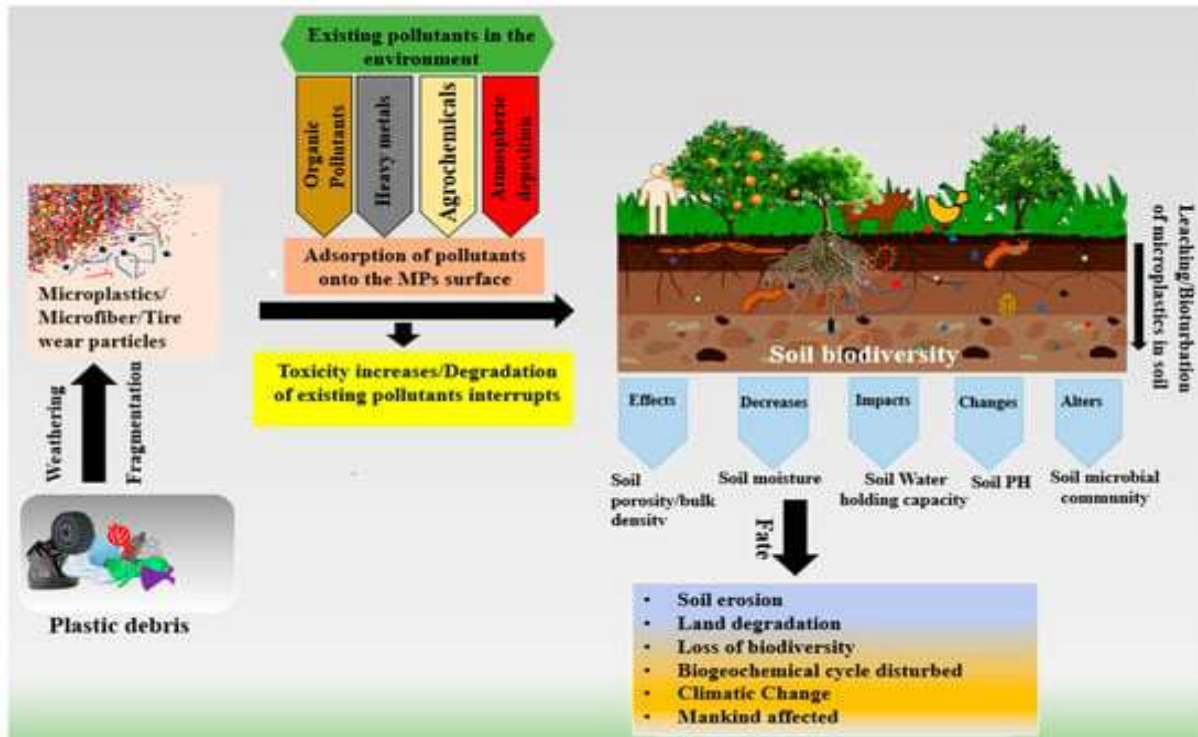 Existing pollutants in the
environment
Organic
Pollutants
Heavy metals
Agrochemicals
Atmospheric
deposition
Adsorption of pollutants
onto the MPs surface
Microplastics/
Microfiber/Tire
wear particles
Toxicity increases/Degradation
of existing pollutants interrupts
Weathering
Fragmentation
Plastic debris
Soil biodiversity
Leaching/Bioturbation
of microplastics in soil
Effects
Decreases
Impacts
Changes
Alters
Soil
porosity/bulk
density
Soil moisture
Soil Water
holding capacity
Soil PH
Soil microbial
community
Fate
• Soil erosion
• Land degradation
• Loss of biodiversity
• Biogeochemical cycle disturbed
• Climatic Change
• Mankind affected